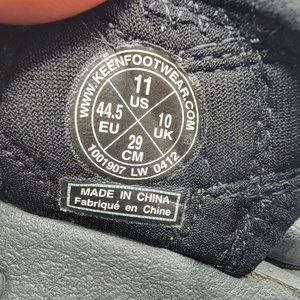 WWW.KEENFOOTWEAR.COM
11
US
44.5
EU
10
UK
29
CM
1001907 LW 0412
MADE IN CHINA
Fabriqué en Chine